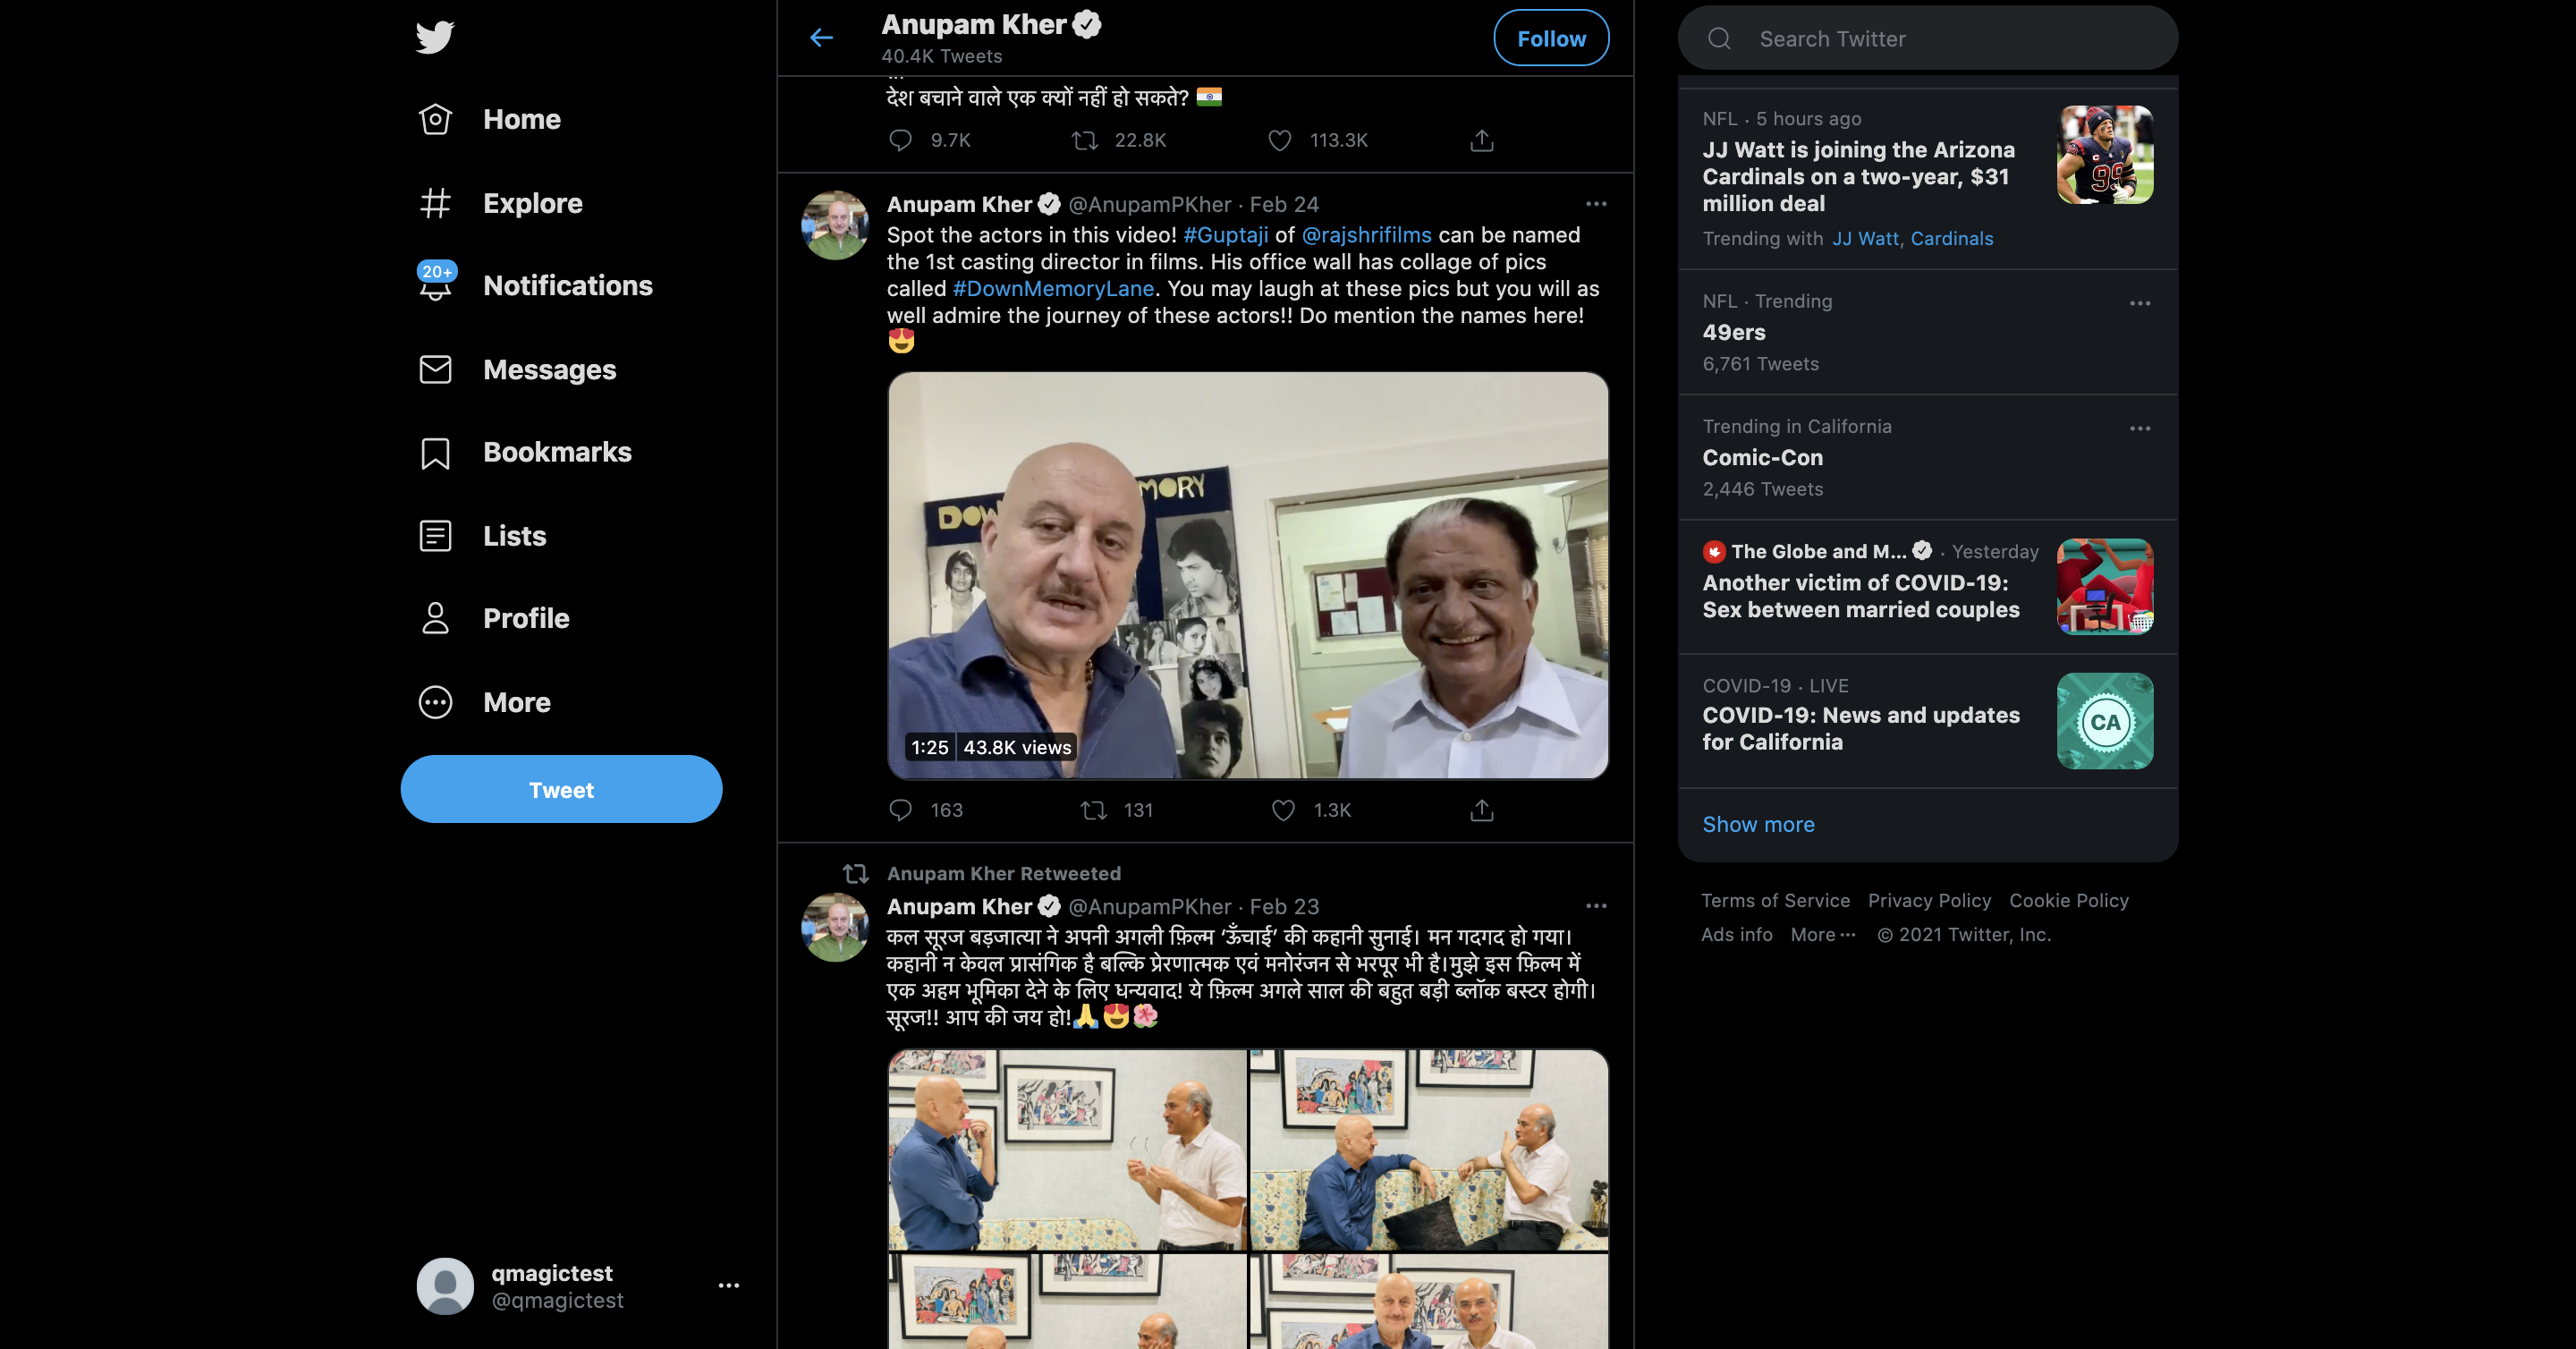 Home
Explore
20+
Notifications
Messages
Bookmarks
Lists
Profile
More
Tweet
qmagictest
@qmagictest
Anupam Kher
40.4K Tweets
Follow
देश बचाने वाले एक क्यों नहीं हो सकते?
9.7K 22.8K 113.3K
Anupam Kher @AnupamPKher · Feb 24
Spot the actors in this video! #Guptaji of @rajshrifilms can be named
the 1st casting director in films. His office wall has collage of pics
called #DownMemoryLane. You may laugh at these pics but you will as
well admire the journey of these actors!! Do mention the names here!
MORY
DOW
1:25 43.8K views
163 131 1.3K
Anupam Kher Retweeted
Anupam Kher @AnupamPKher · Feb 23
कल सूरज बड़जात्या ने अपनी अगली फ़िल्म ‘ऊँचाई’ की कहानी सुनाई। मन गदगद हो गया।
कहानी न केवल प्रासंगिक है बल्कि प्रेरणात्मक एवं मनोरंजन से भरपूर भी है।मुझे इस फ़िल्म में
एक अहम भूमिका देने के लिए धन्यवाद! ये फ़िल्म अगले साल की बहुत बड़ी ब्लॉक बस्टर होगी।
सूरज!! आप की जय हो!
Search Twitter
NFL · 5 hours ago
JJ Watt is joining the Arizona
Cardinals on a two-year, $31
million deal
Trending with JJ Watt, Cardinals
99
NFL · Trending
49ers
6,761 Tweets
Trending in California
Comic-Con
2,446 Tweets
The Globe and M... · Yesterday
Another victim of COVID-19:
Sex between married couples
COVID-19 · LIVE
COVID-19: News and updates
for California
CA
Show more
Terms of Service Privacy Policy Cookie Policy
Ads info More ··· © 2021 Twitter, Inc.